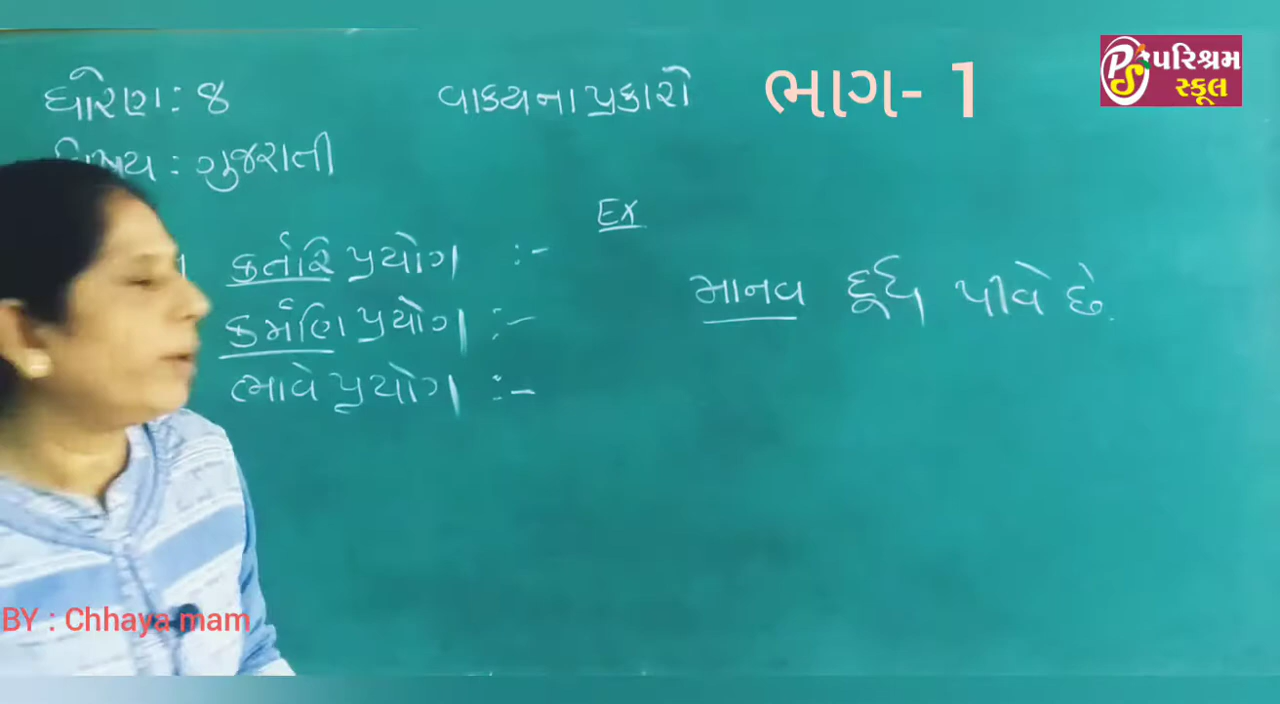 ધોરણ : ૪
વાક્યના પ્રકારો
ભાગ- 1
પરિશ્રમ
સ્કૂલ
વિષય : ગુજરાતી
Ex
કર્તરિ પ્રયોગ :-
માનવ દૂધ પીવે છે.
કર્મણિ પ્રયોગ :-
ભાવે પ્રયોગ :-
BY : Chhaya mam